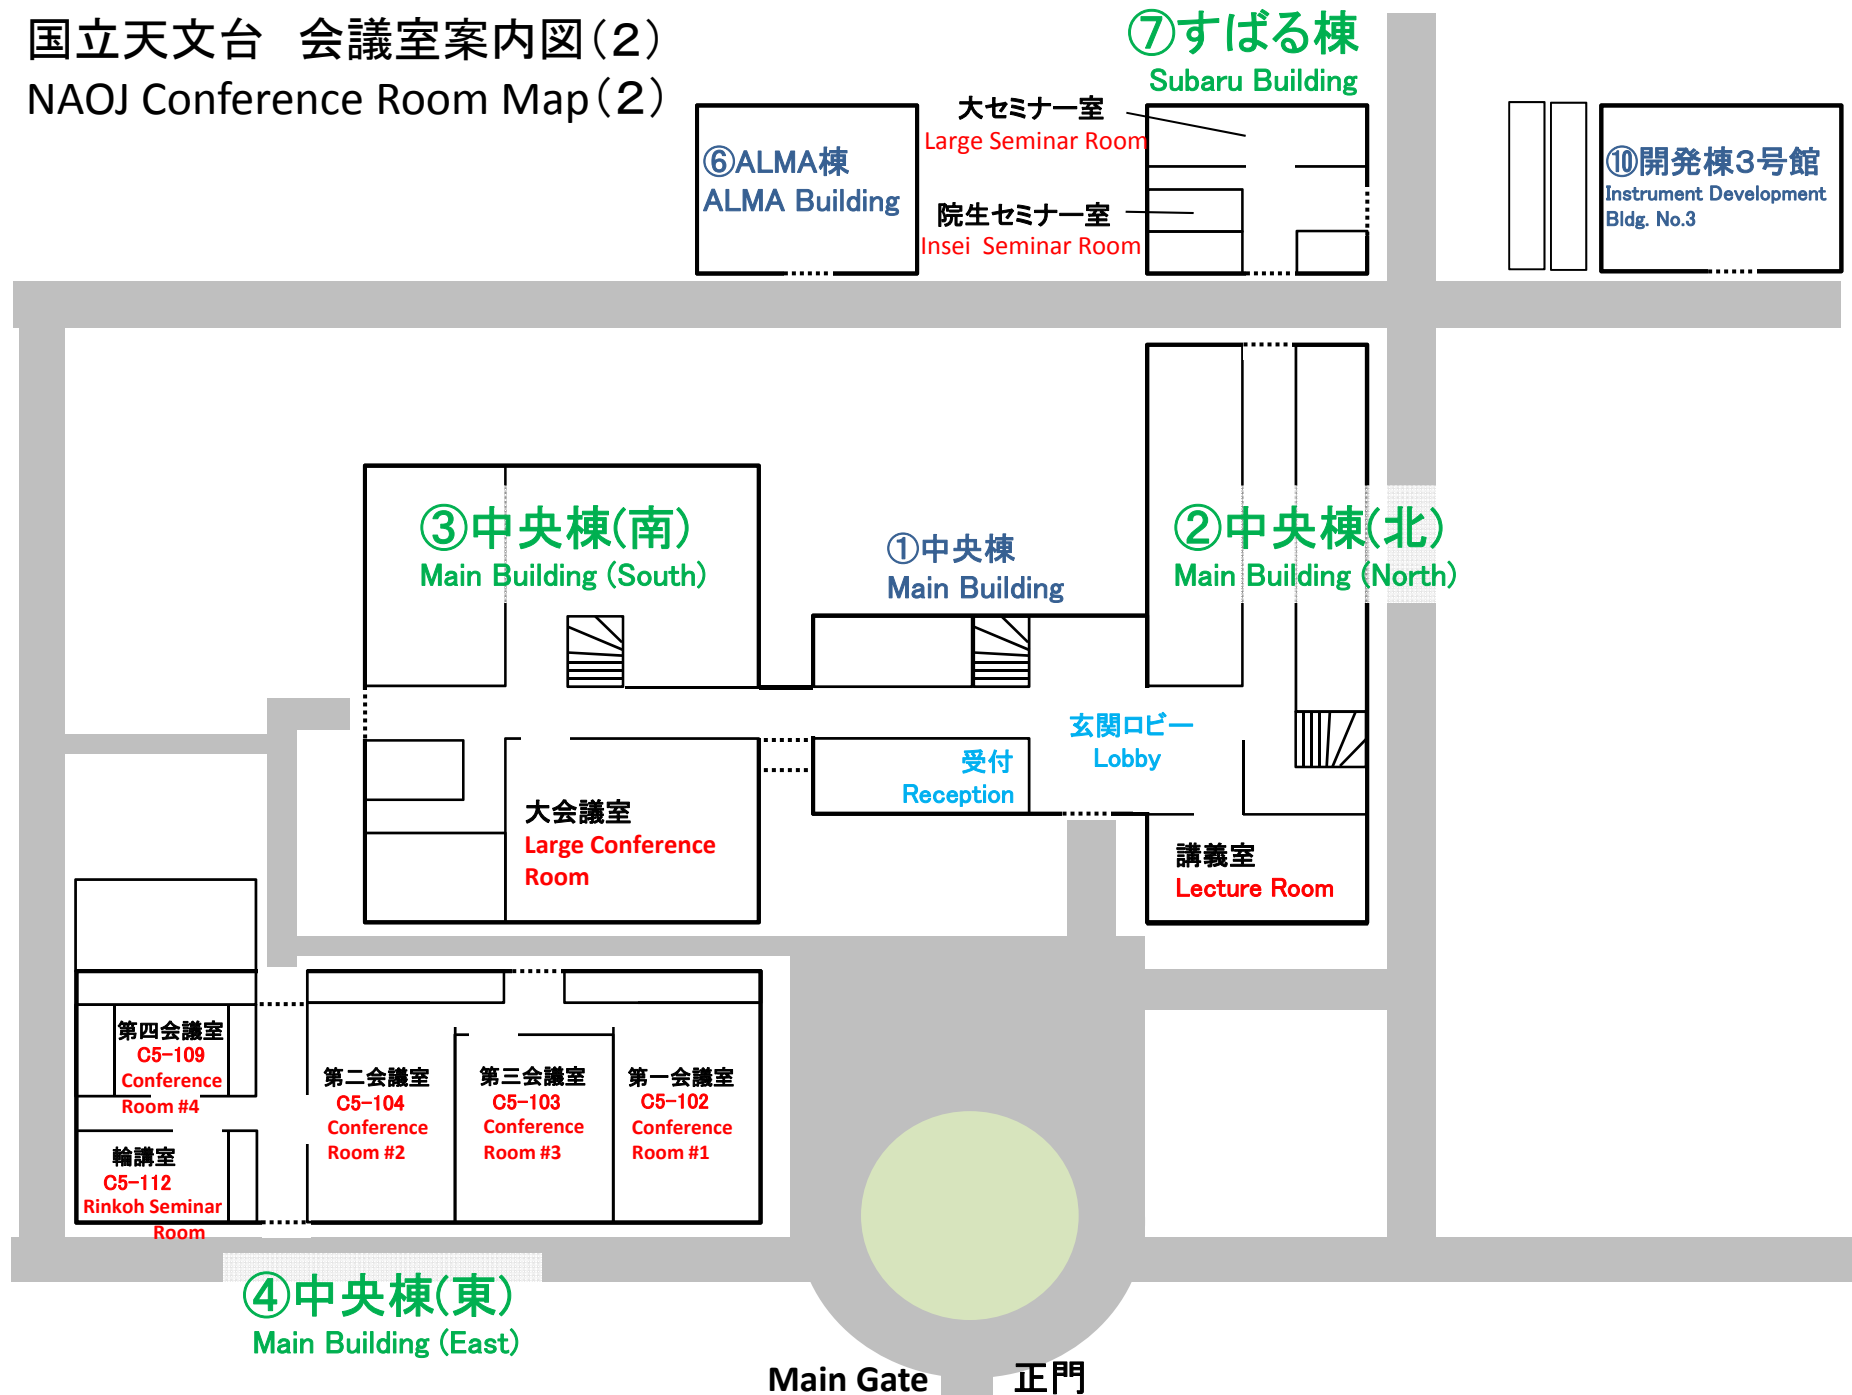 国立天文台　会議室案内図（2）
NAOJ Conference Room Map（2）
⑦すばる棟
Subaru Building
大セミナー室
Large Seminar Room
院生セミナー室
Insei Seminar Room
⑥ALMA棟
ALMA Building
⑩開発棟3号館
Instrument Development
Bldg. No.3
③中央棟(南)
Main Building (South)
①中央棟
Main Building
②中央棟(北)
Main Building (North)
玄関ロビー
Lobby
受付
Reception
大会議室
Large Conference
Room
講義室
Lecture Room
第四会議室
C5-109
Conference
Room #4
第二会議室
C5-104
Conference
Room #2
第三会議室
C5-103
Conference
Room #3
第一会議室
C5-102
Conference
Room #1
輪講室
C5-112
Rinkoh Seminar
Room
④中央棟(東)
Main Building (East)
Main Gate 正門